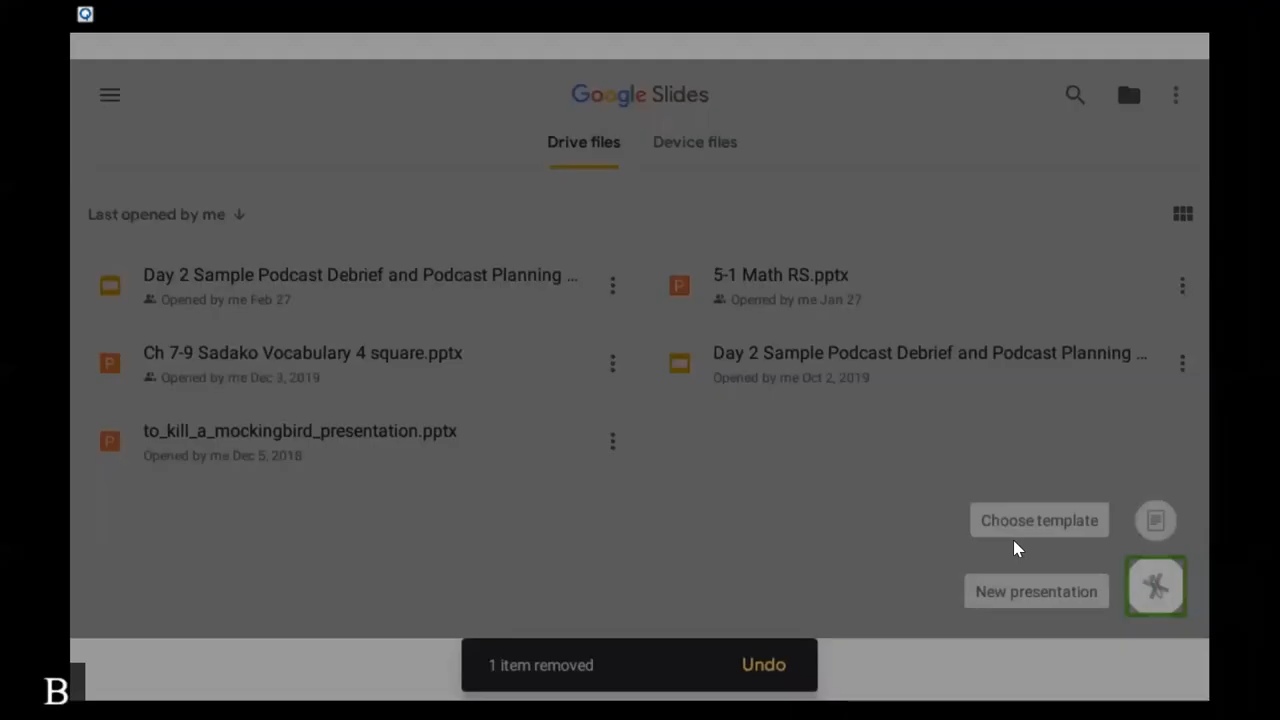 Google Slides
Drive files
Device files
Last opened by me
Day 2 Sample Podcast Debrief and Podcast Planning ...
Opened by me Feb 27
5-1 Math RS.pptx
Opened by me Jan 27
Ch 7-9 Sadako Vocabulary 4 square.pptx
Opened by me Dec 3, 2019
Day 2 Sample Podcast Debrief and Podcast Planning ...
Opened by me Oct 2, 2019
to_kill_a_mockingbird_presentation.pptx
Opened by me Dec 5, 2018
Choose template
New presentation
1 item removed
Undo
B